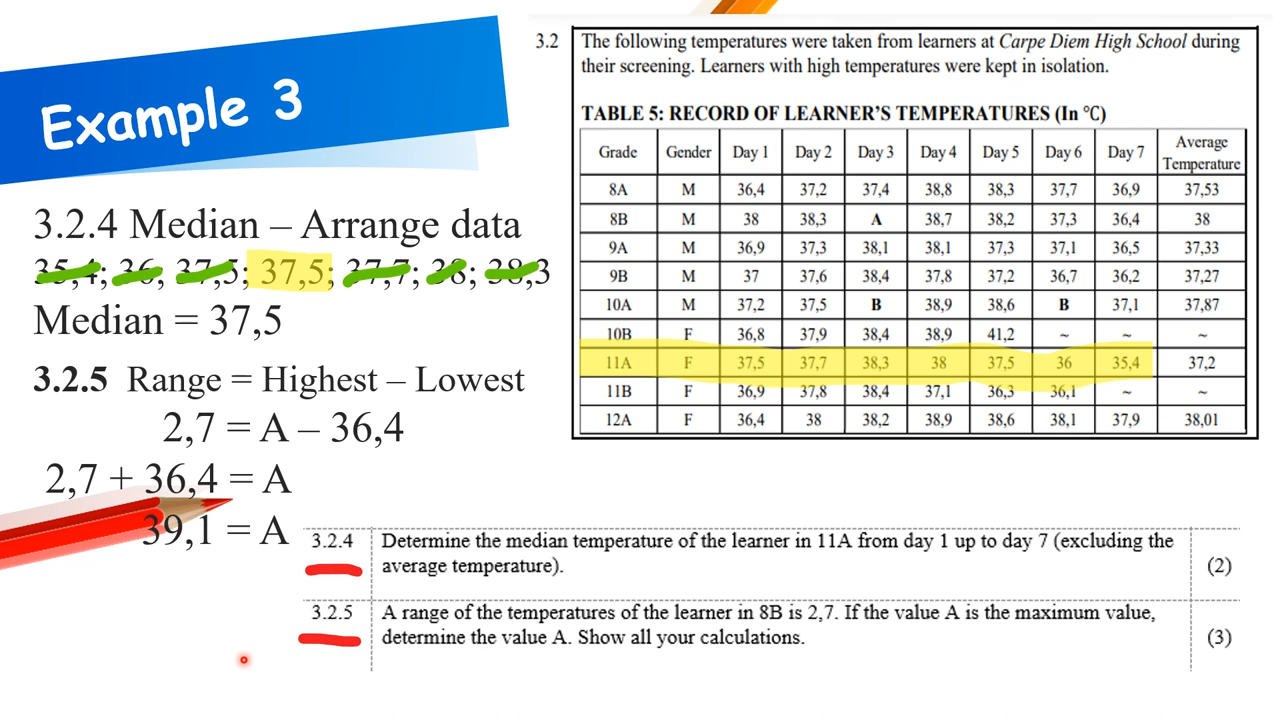 Example 3
3.2.4 Median – Arrange data
35,4; 36; 37,5; 37,5; 37,7; 38; 38,3
Median = 37,5
3.2.5 Range = Highest – Lowest
2,7 = A – 36,4
2,7 + 36,4 = A
39,1 = A
3.2 The following temperatures were taken from learners at Carpe Diem High School during
their screening. Learners with high temperatures were kept in isolation.
TABLE 5: RECORD OF LEARNER'S TEMPERATURES (In °C)
Grade Gender Day 1 Day 2 Day 3 Day 4 Day 5 Day 6 Day 7 Average Temperature
8A M 36,4 37,2 37,4 38,8 38,3 37,7 36,9 37,53
8B M 38 38,3 A 38,7 38,2 37,3 36,4 38
9A M 36,9 37,3 38,1 38,1 37,3 37,1 36,5 37,33
9B M 37 37,6 38,4 37,8 37,2 36,7 36,2 37,27
10A M 37,2 37,5 B 38,9 38,6 B 37,1 37,87
10B F 36,8 37,9 38,4 38,9 41,2 ~ ~ ~
11A F 37,5 37,7 38,3 38 37,5 36 35,4 37,2
11B F 36,9 37,8 38,4 37,1 36,3 36,1 ~ ~
12A F 36,4 38 38,2 38,9 38,6 38,1 37,9 38,01
3.2.4 Determine the median temperature of the learner in 11A from day 1 up to day 7 (excluding the
average temperature). (2)
3.2.5 A range of the temperatures of the learner in 8B is 2,7. If the value A is the maximum value,
determine the value A. Show all your calculations. (3)